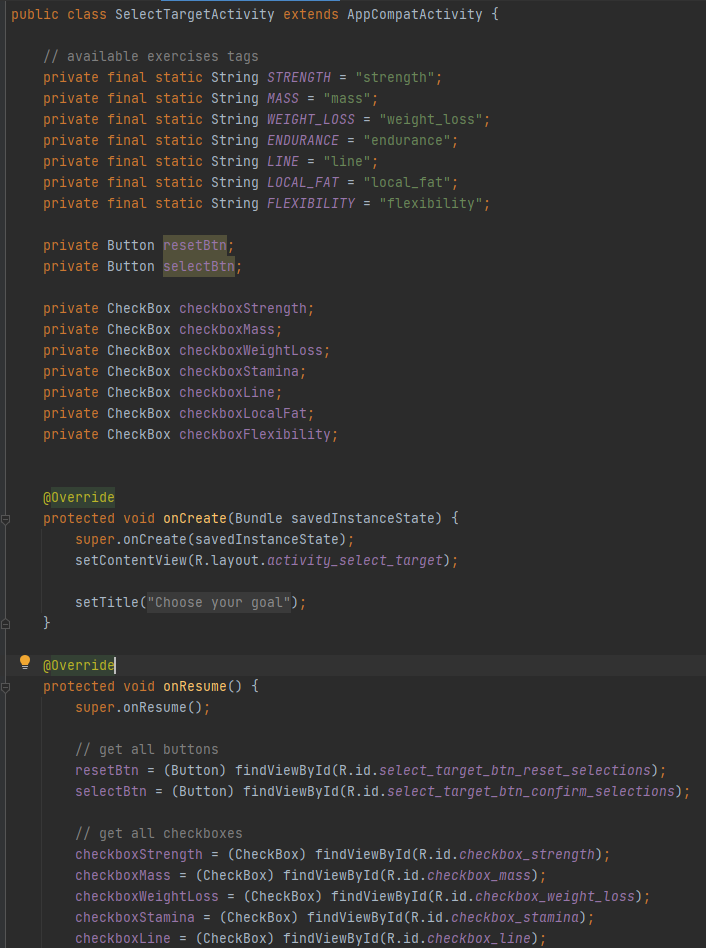 public class SelectTargetActivity extends AppCompatActivity {
// available exercises tags
private final static String STRENGTH = "strength";
private final static String MASS = "mass";
private final static String WEIGHT_LOSS = "weight_loss";
private final static String ENDURANCE = "endurance";
private final static String LINE = "line";
private final static String LOCAL_FAT = "local_fat";
private final static String FLEXIBILITY = "flexibility";
private Button resetBtn;
private Button selectBtn;
private CheckBox checkboxStrength;
private CheckBox checkboxMass;
private CheckBox checkboxWeightLoss;
private CheckBox checkboxStamina;
private CheckBox checkboxLine;
private CheckBox checkboxLocalFat;
private CheckBox checkboxFlexibility;
@Override
protected void onCreate(Bundle savedInstanceState) {
super.onCreate(savedInstanceState);
setContentView(R.layout.activity_select_target);
setTitle("Choose your goal");
}
@Override
protected void onResume() {
super.onResume();
// get all buttons
resetBtn = (Button) findViewById(R.id.select_target_btn_reset_selections);
selectBtn = (Button) findViewById(R.id.select_target_btn_confirm_selections);
// get all checkboxes
checkboxStrength = (CheckBox) findViewById(R.id.checkbox_strength);
checkboxMass = (CheckBox) findViewById(R.id.checkbox_mass);
checkboxWeightLoss = (CheckBox) findViewById(R.id.checkbox_weight_loss);
checkboxStamina = (CheckBox) findViewById(R.id.checkbox_stamina);
checkboxLine = (CheckBox) findViewById(R.id.checkbox_line);